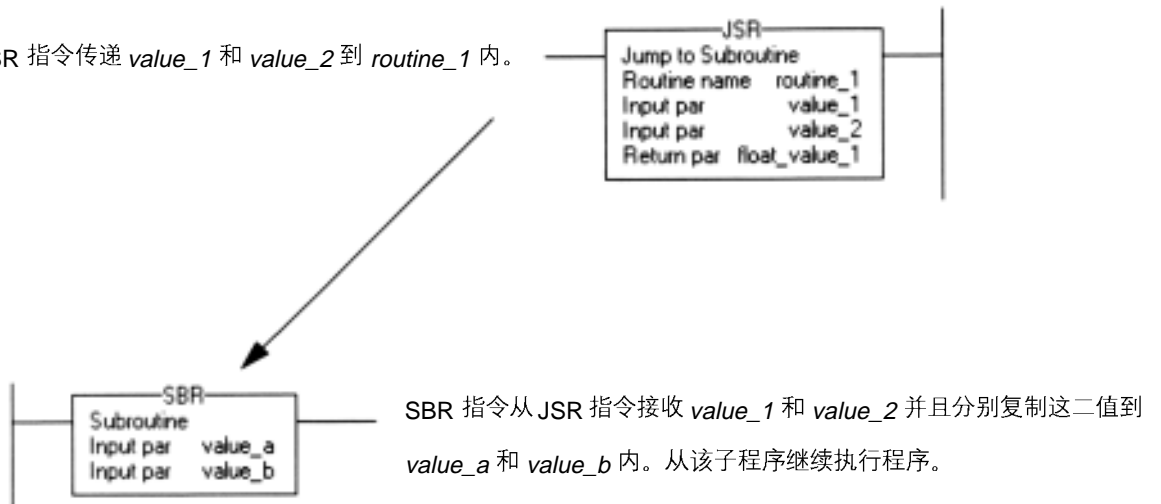 SR 指令传递 value_1 和 value_2 到 routine_1 内。
JSR
Jump to Subroutine
Routine name routine_1
Input par value_1
Input par value_2
Return par float_value_1
SBR
Subroutine
Input par value_a
Input par value_b
SBR 指令从 JSR 指令接收 value_1 和 value_2 并且分别复制这二值到
value_a 和 value_b 内。从该子程序继续执行程序。